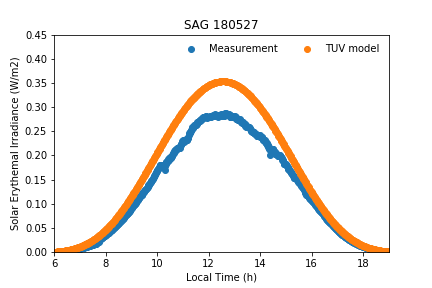 SAG 180527
Measurement
TUV model
Solar Erythemal Irradiance (W/m2)
0.45
0.40
0.35
0.30
0.25
0.20
0.15
0.10
0.05
0.00
6 8 10 12 14 16 18
Local Time (h)